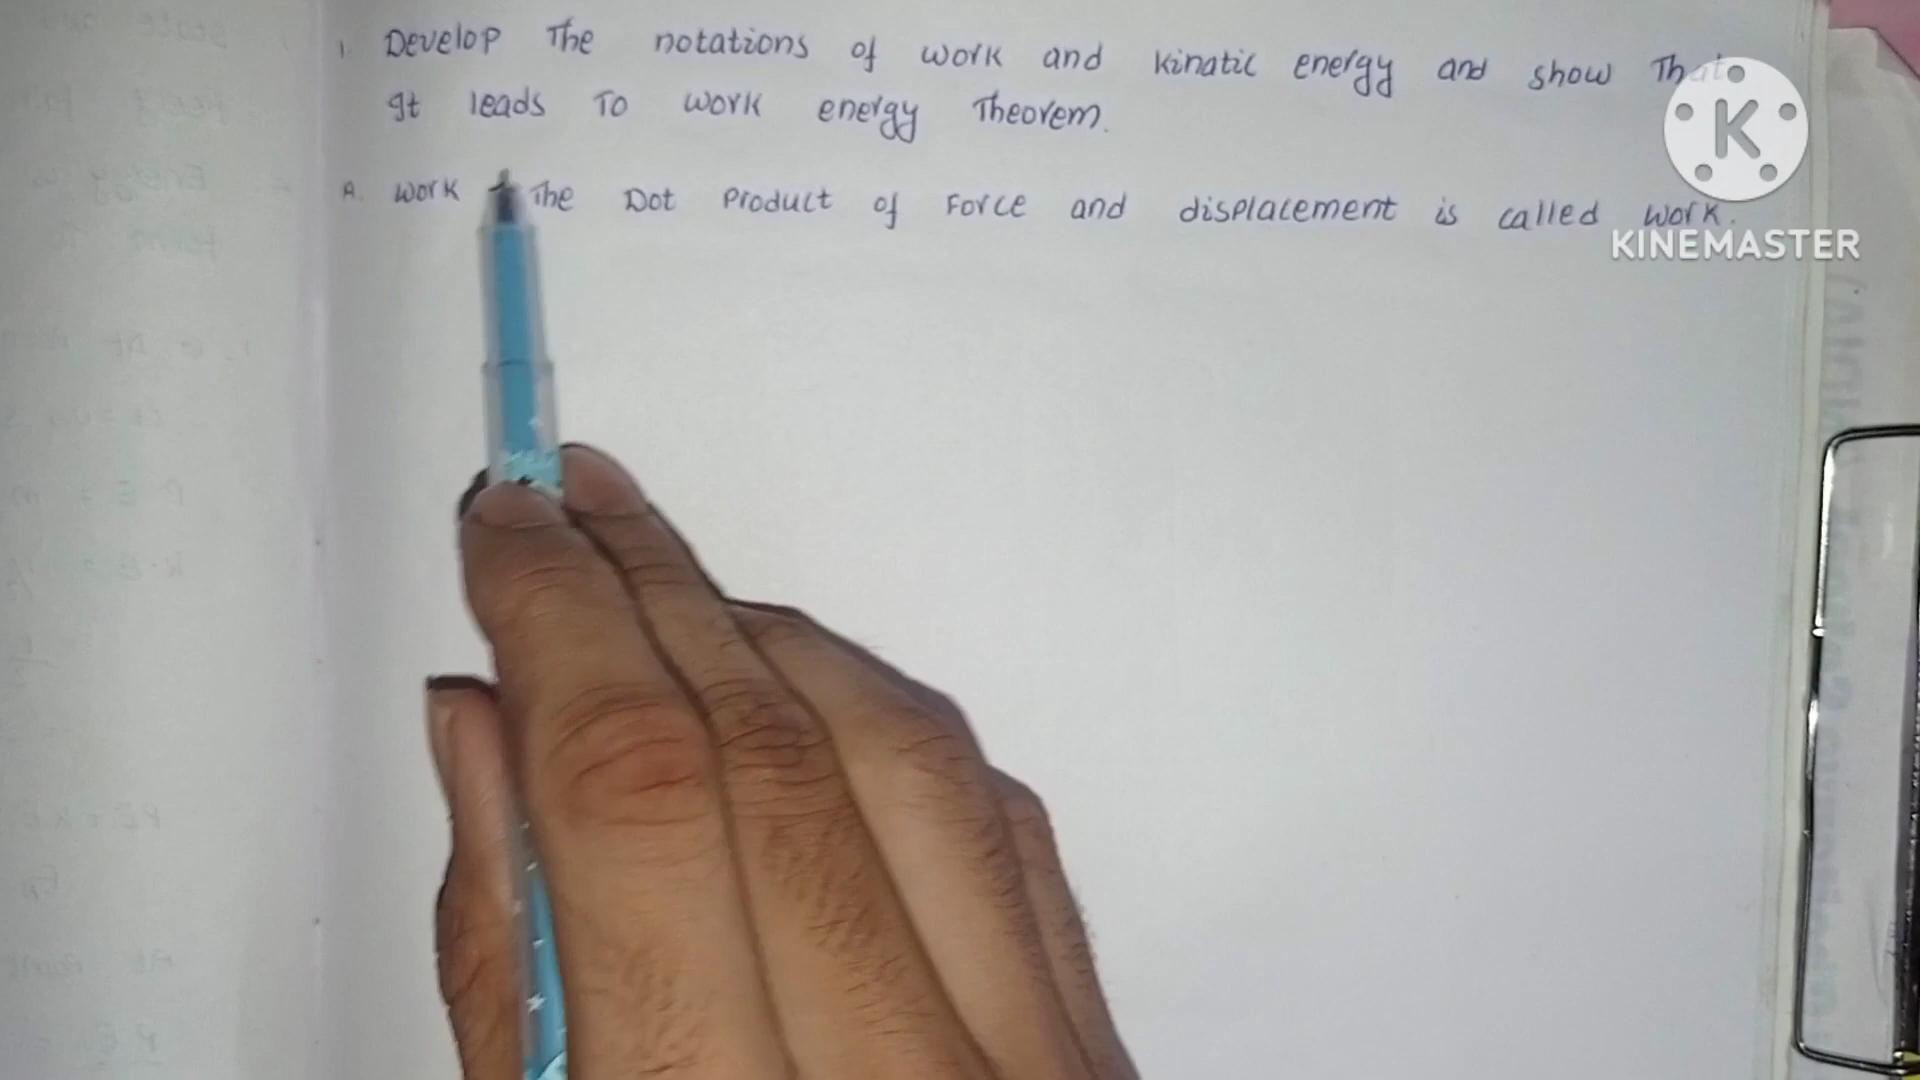 1. Develop The notations of work and kinatic energy and show That
It leads To work energy Theorem.
A. work The Dot Product of Force and displacement is called work.
K
KINEMASTER